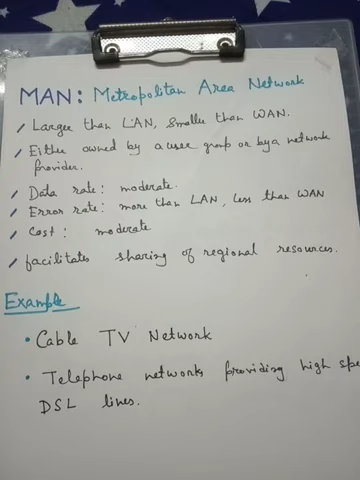 MAN: Metropolitan Area Network
Larger than LAN, Smaller than WAN.
Either owned by a user group or by a network
provider.
Data rate: moderate.
Error rate: more than LAN, less than WAN
Cost: moderate
facilitates sharing of regional resources.
Example
• Cable TV Network
• Telephone networks providing high spe
DSL lines.